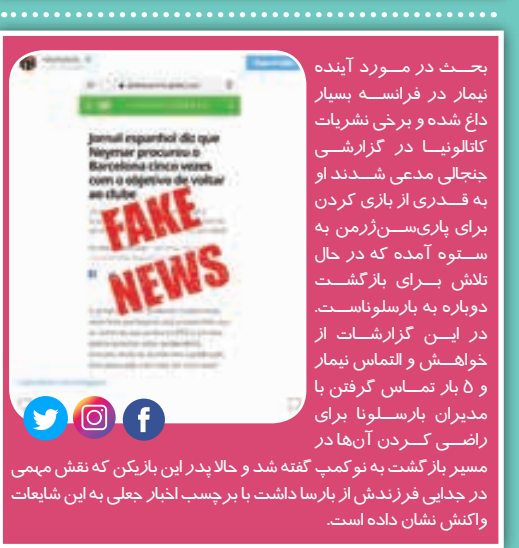 بحث در مورد آینده
نیمار در فرانسه بسیار
داغ شده و برخی نشریات
کاتالونیا در گزارشی
جنجالی مدعی شدند او
به قدری از بازی کردن
برای پاری‌سن‌ژرمن به
ستوه آمده که در حال
تلاش برای بازگشت
دوباره به بارسلوناست.
در این گزارشات از
خواهش و التماس نیمار
و ۵ بار تماس گرفتن با
مدیران بارسلونا برای
راضی کردن آن‌ها در
مسیر بازگشت به نوکمپ گفته شد و حالا پدر این بازیکن که نقش مهمی
در جدایی فرزندش از بارسا داشت با برچسب اخبار جعلی به این شایعات
واکنش نشان داده است.
Jornal espanhol diz que
Neymar procurou o
Barcelona cinco vezes
com o objetivo de voltar
ao clube
FAKE
NEWS